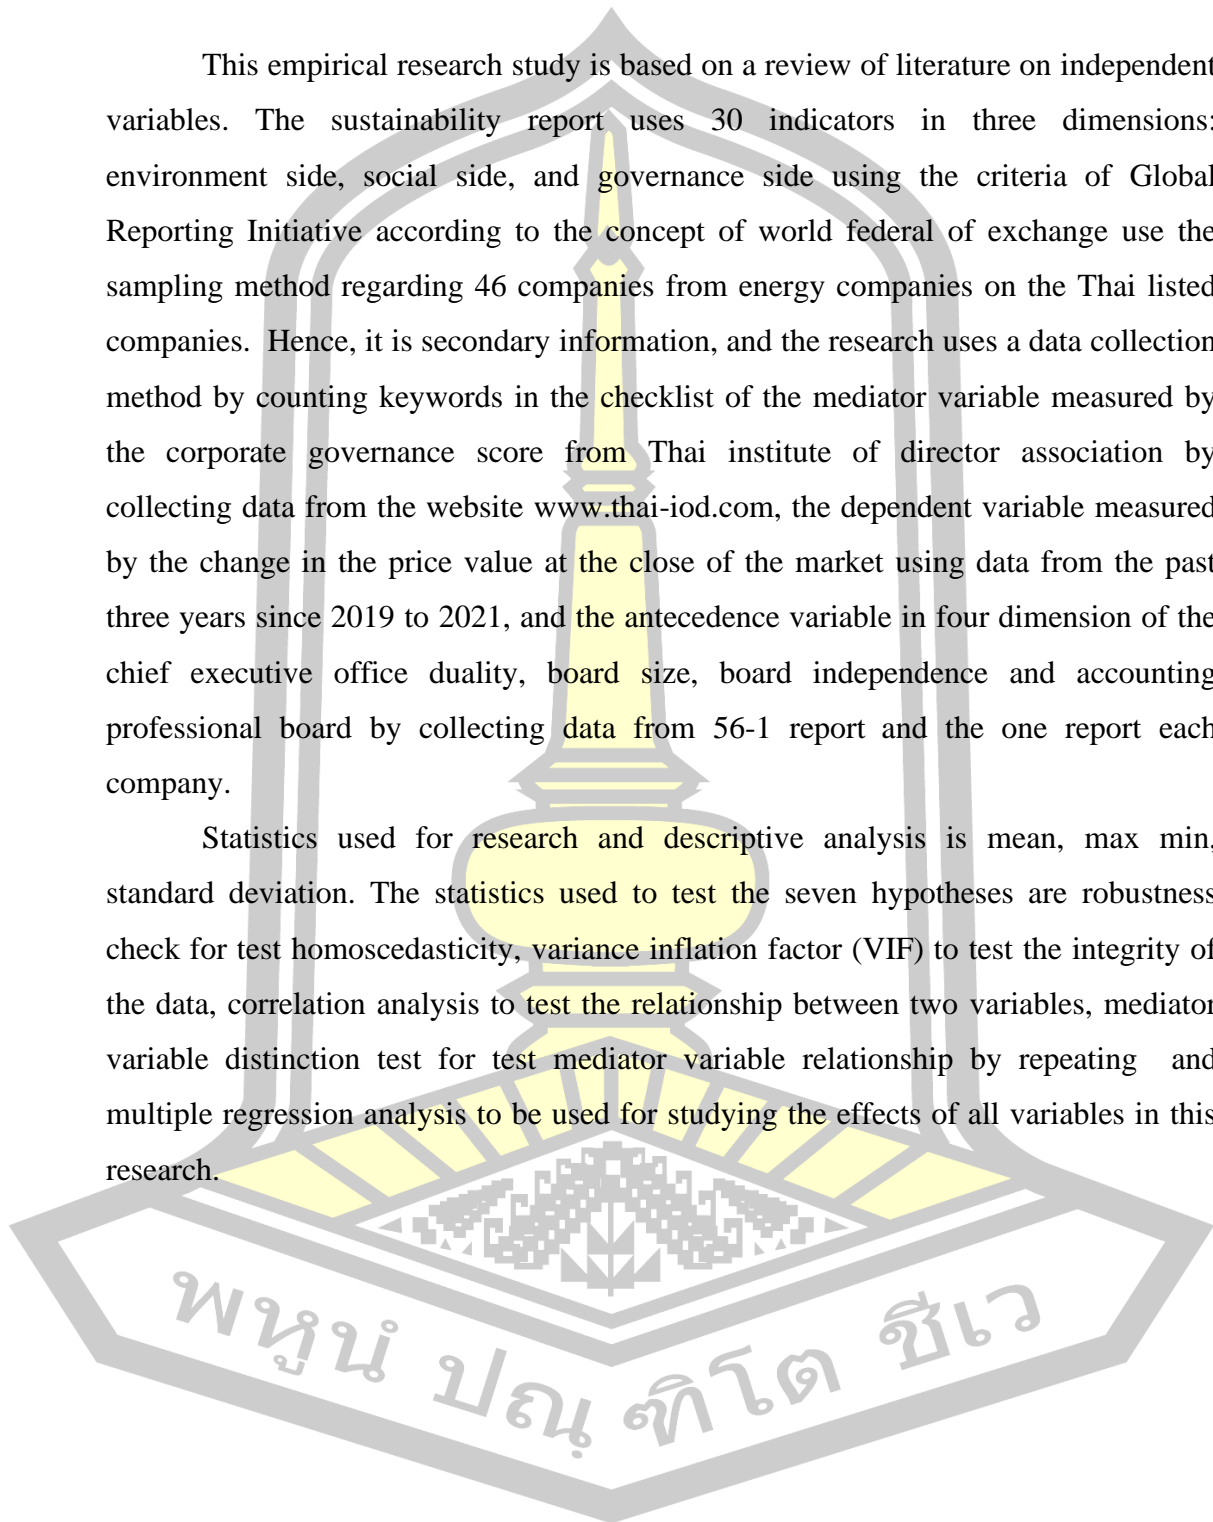 This empirical research study is based on a review of literature on independent
variables. The sustainability report uses 30 indicators in three dimensions:
environment side, social side, and governance side using the criteria of Global
Reporting Initiative according to the concept of world federal of exchange use the
sampling method regarding 46 companies from energy companies on the Thai listed
companies. Hence, it is secondary information, and the research uses a data collection
method by counting keywords in the checklist of the mediator variable measured by
the corporate governance score from Thai institute of director association by
collecting data from the website www.thai-iod.com, the dependent variable measured
by the change in the price value at the close of the market using data from the past
three years since 2019 to 2021, and the antecedence variable in four dimension of the
chief executive office duality, board size, board independence and accounting
professional board by collecting data from 56-1 report and the one report each
company.
Statistics used for research and descriptive analysis is mean, max min,
standard deviation. The statistics used to test the seven hypotheses are robustness
check for test homoscedasticity, variance inflation factor (VIF) to test the integrity of
the data, correlation analysis to test the relationship between two variables, mediator
variable distinction test for test mediator variable relationship by repeating and
multiple regression analysis to be used for studying the effects of all variables in this
research.
พหูนํ ปณฺฑิโต ชีเว